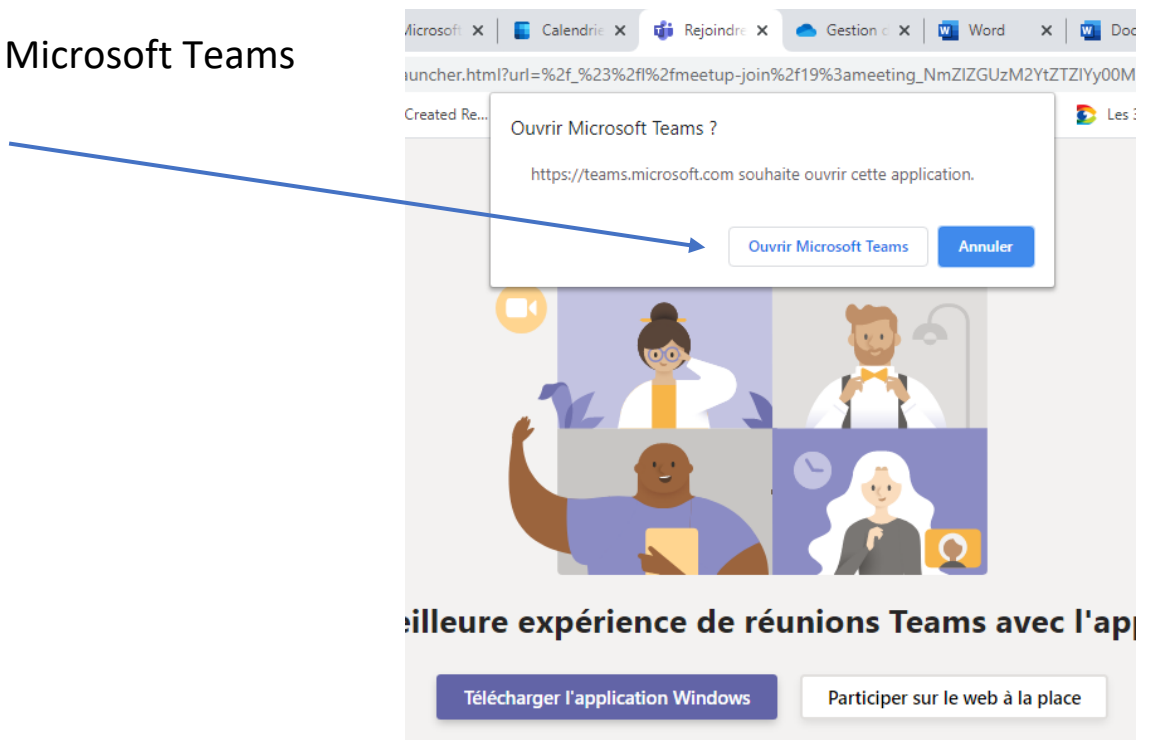 Microsoft Teams
Microsoft
Calendrie
Rejoindre
Gestion d
Word
Doc
auncher.html?url=%2f_%23%2fl%2fmeetup-join%2f19%3ameeting_NmZlZGUzM2YtZTZlYy00M
Created Re...
Les 3
Ouvrir Microsoft Teams ?
https://teams.microsoft.com souhaite ouvrir cette application.
Ouvrir Microsoft Teams
Annuler
eilleure expérience de réunions Teams avec l'app
Télécharger l'application Windows
Participer sur le web à la place